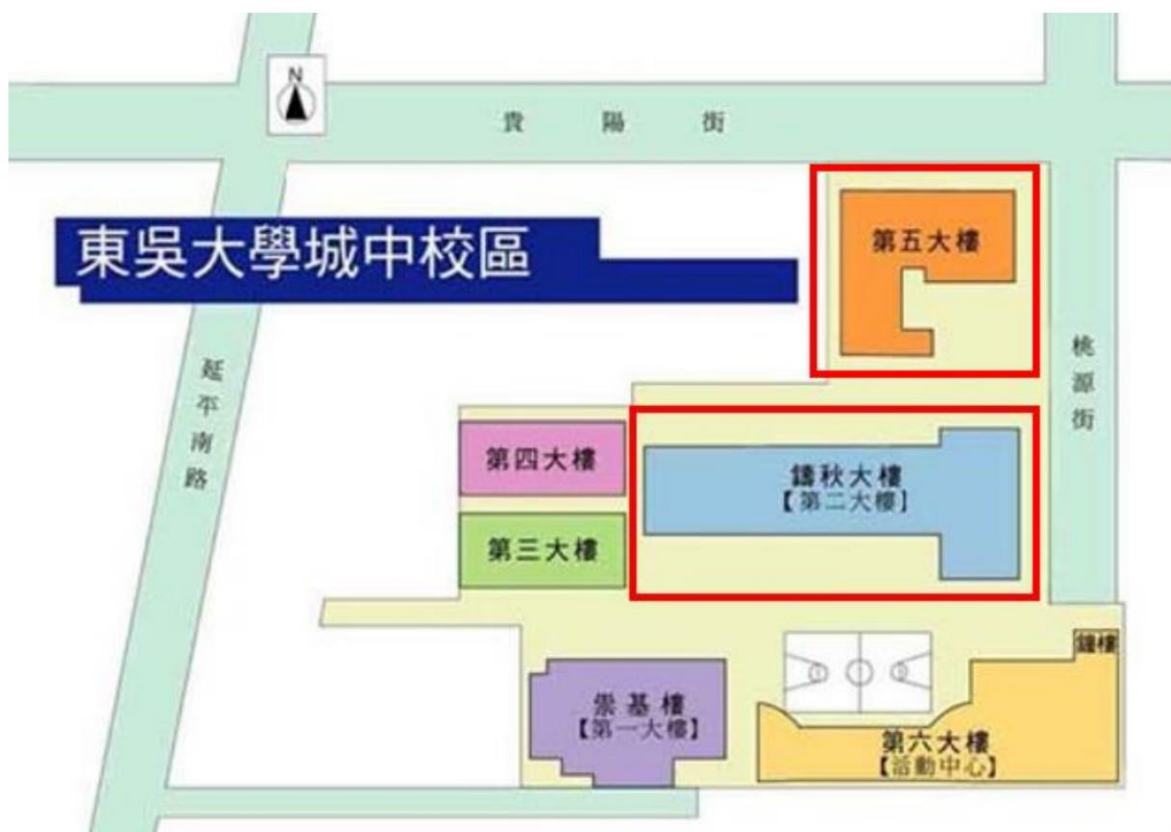 N
貴陽街
東吳大學城中校區
第五大樓
桃源街
延平南路
第四大樓
鑄秋大樓
【第二大樓】
第三大樓
鐘樓
崇基樓
【第一大樓】
第六大樓
【活動中心】